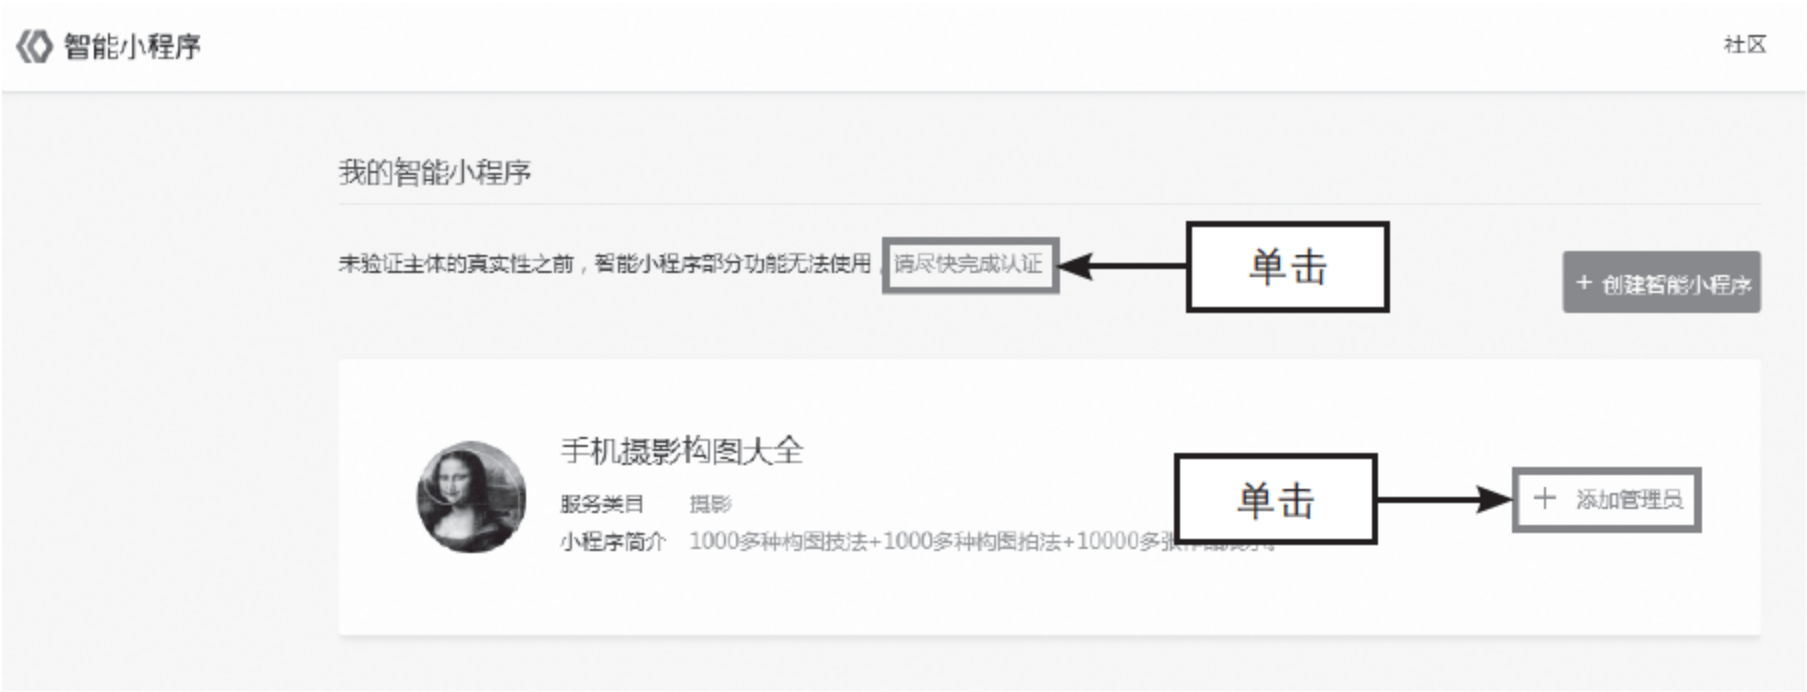 智能小程序
社区
我的智能小程序
未验证主体的真实性之前，智能小程序部分功能无法使用，请尽快完成认证
单击
+ 创建智能小程序
手机摄影构图大全
服务类目 摄影
单击
+ 添加管理员
小程序简介 1000多种构图技法+1000多种构图拍法+10000多张